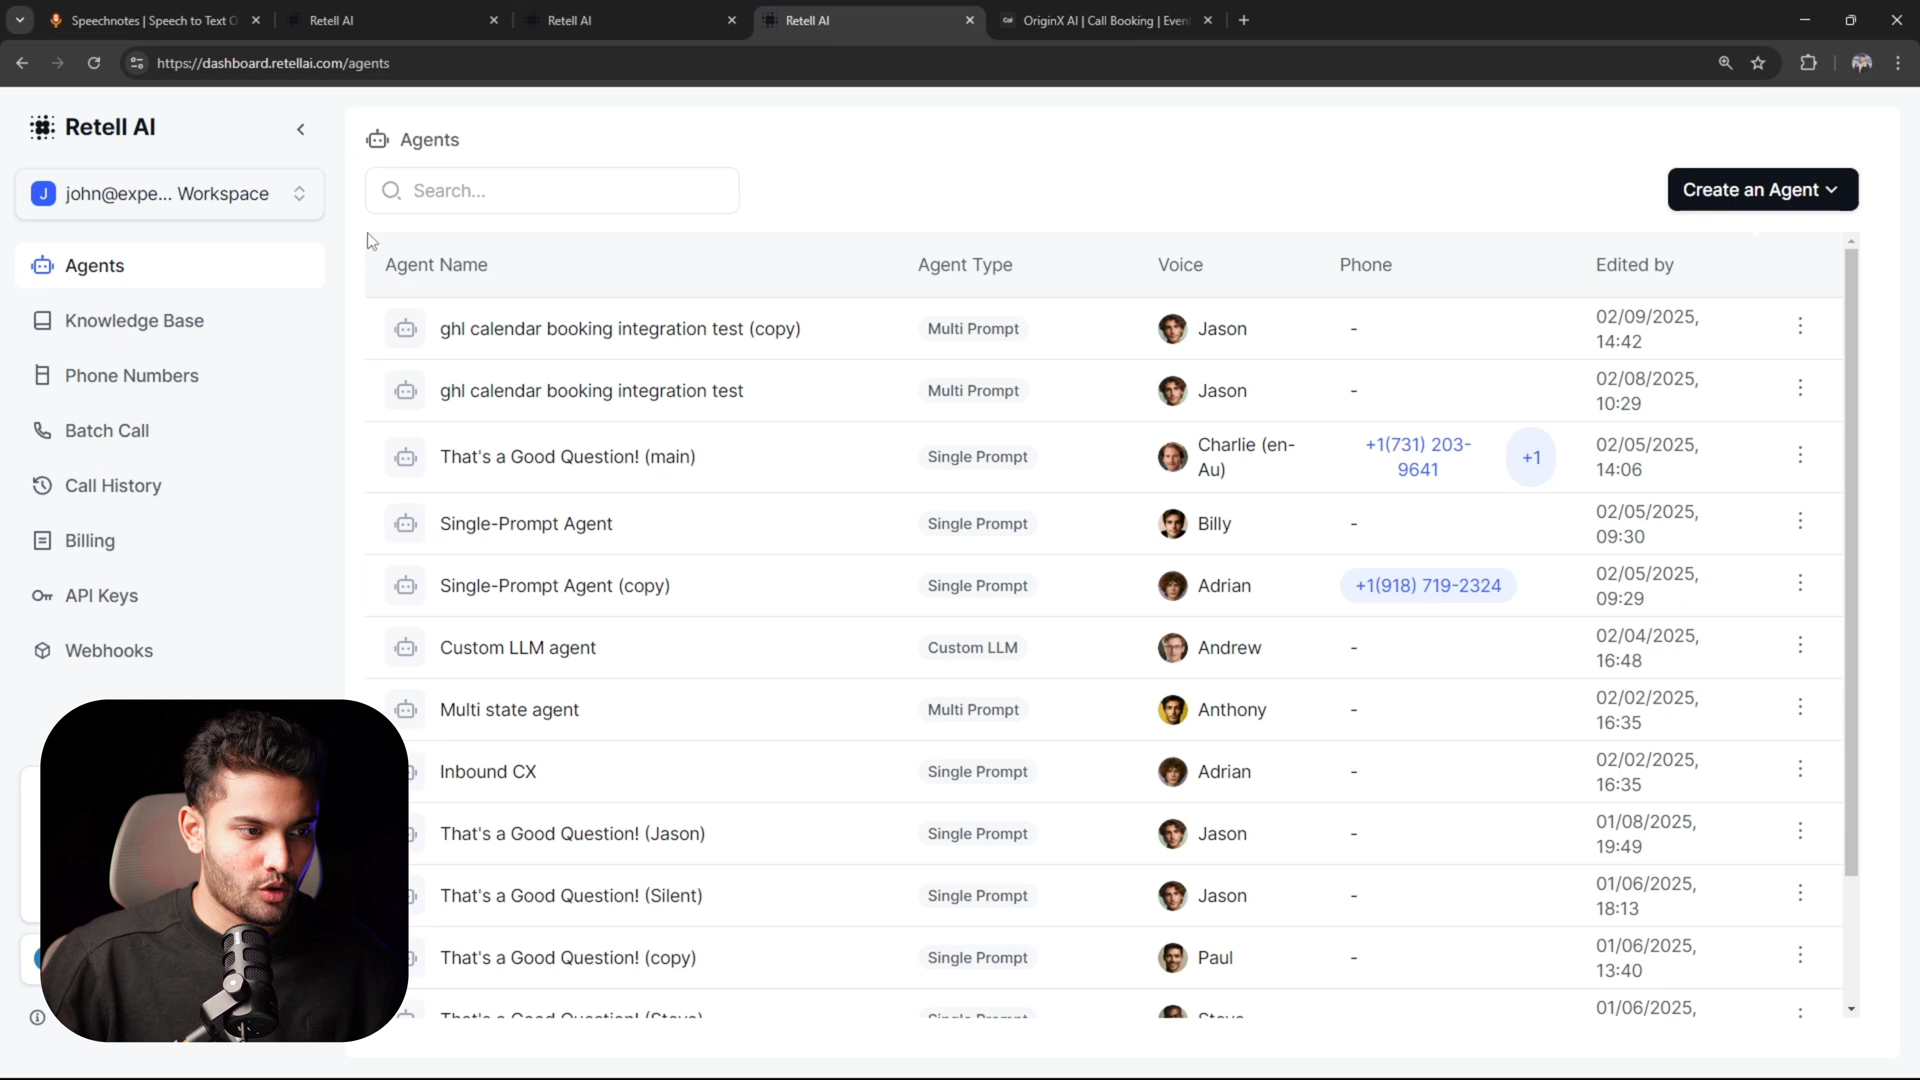 Speechnotes | Speech to Text O
Retell AI
Retell AI
Retell AI
OriginX AI | Call Booking | Even
https://dashboard.retellai.com/agents
Retell AI
J john@expe... Workspace
Agents
Knowledge Base
Phone Numbers
Batch Call
Call History
Billing
API Keys
Webhooks
Agents
Search...
Create an Agent
Agent Name Agent Type Voice Phone Edited by
ghl calendar booking integration test (copy) Multi Prompt Jason - 02/09/2025,
14:42
ghl calendar booking integration test Multi Prompt Jason - 02/08/2025,
10:29
That's a Good Question! (main) Single Prompt Charlie (en-
Au) +1(731) 203-
9641 +1 02/05/2025,
14:06
Single-Prompt Agent Single Prompt Billy - 02/05/2025,
09:30
Single-Prompt Agent (copy) Single Prompt Adrian +1(918) 719-2324 02/05/2025,
09:29
Custom LLM agent Custom LLM Andrew - 02/04/2025,
16:48
Multi state agent Multi Prompt Anthony - 02/02/2025,
16:35
Inbound CX Single Prompt Adrian - 02/02/2025,
16:35
That's a Good Question! (Jason) Single Prompt Jason - 01/08/2025,
19:49
That's a Good Question! (Silent) Single Prompt Jason - 01/06/2025,
18:13
That's a Good Question! (copy) Single Prompt Paul - 01/06/2025,
13:40
01/06/2025,